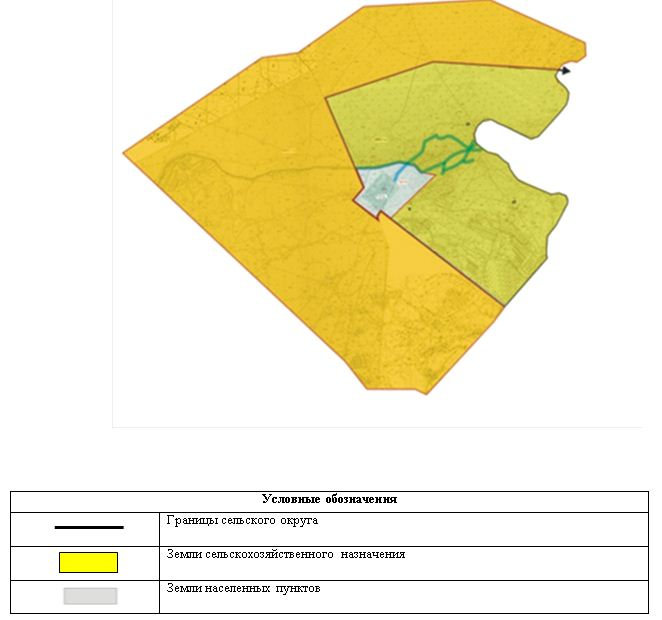 Условные обозначения
Границы сельского округа
Земли сельскохозяйственного назначения
Земли населенных пунктов